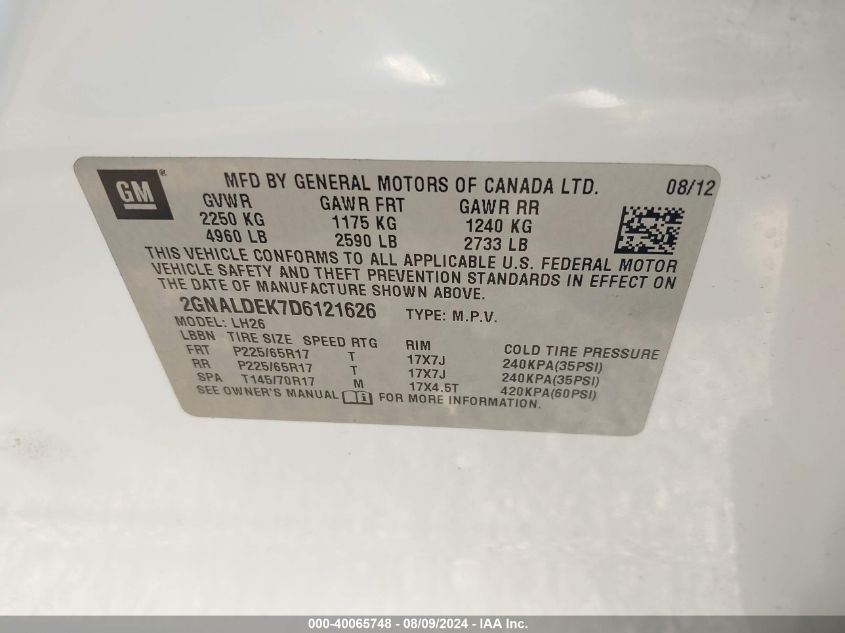 GM® MFD BY GENERAL MOTORS OF CANADA LTD. 08/12
GVWR GAWR FRT GAWR RR
2250 KG 1175 KG 1240 KG
4960 LB 2590 LB 2733 LB
THIS VEHICLE CONFORMS TO ALL APPLICABLE U.S. FEDERAL MOTOR
VEHICLE SAFETY AND THEFT PREVENTION STANDARDS IN EFFECT ON
THE DATE OF MANUFACTURE SHOWN ABOVE.
2GNALDEK7D6121626 TYPE: M.P.V.
MODEL: LH26
LBBN TIRE SIZE SPEED RTG RIM COLD TIRE PRESSURE
FRT P225/65R17 T 17X7J 240KPA(35PSI)
RR P225/65R17 T 17X7J 240KPA(35PSI)
SPA T145/70R17 M 17X4.5T 420KPA(60PSI)
SEE OWNER'S MANUAL FOR MORE INFORMATION.
000-40065748 - 08/09/2024 - IAA Inc.